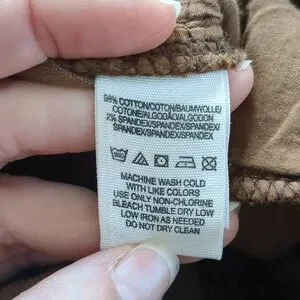 98% COTTON/COTON/BAUMWOLLE/
COTONE/ALGODÃO/ALGODON
2% SPANDEX/SPANDEX/SPANDEX
/SPANDEX/SPANDEX/SPANDEX
MACHINE WASH COLD
WITH LIKE COLORS
USE ONLY NON-CHLORINE
BLEACH TUMBLE DRY LOW
LOW IRON AS NEEDED
DO NOT DRY CLEAN